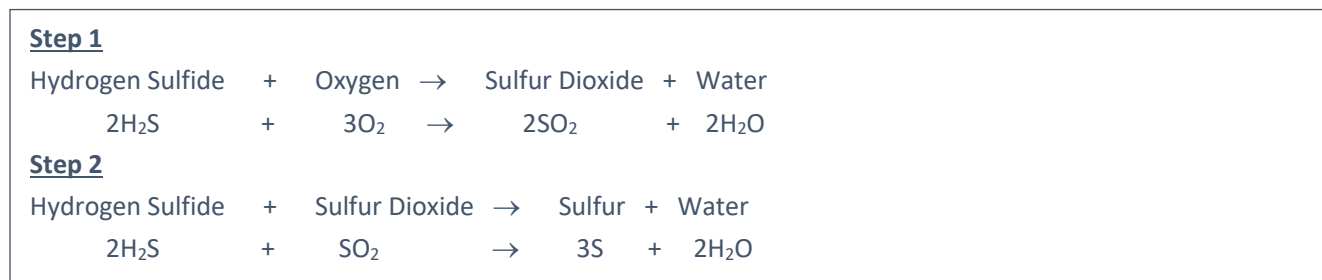 Step 1
Hydrogen Sulfide + Oxygen → Sulfur Dioxide + Water
2H₂S + 3O₂ → 2SO₂ + 2H₂O
Step 2
Hydrogen Sulfide + Sulfur Dioxide → Sulfur + Water
2H₂S + SO₂ → 3S + 2H₂O